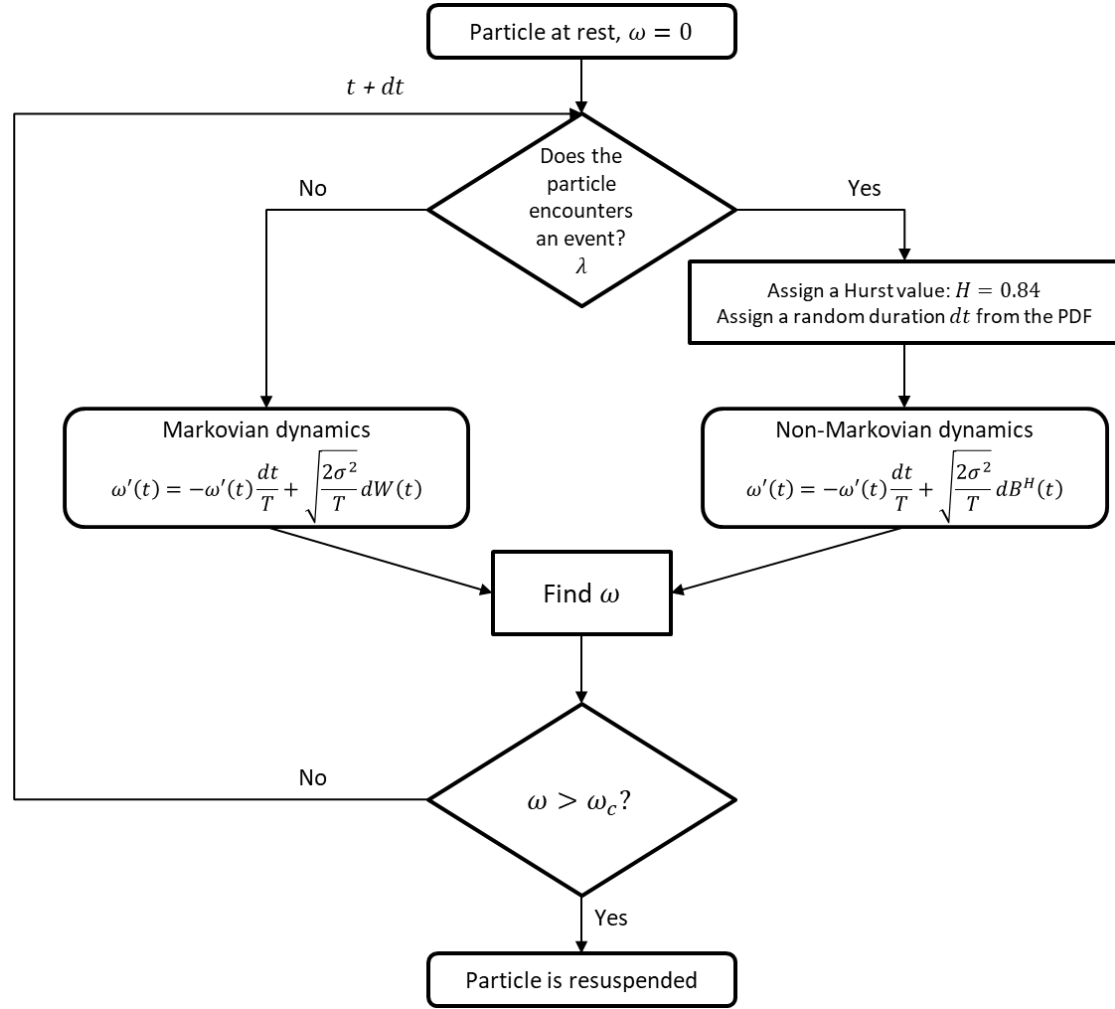 Particle at rest, ω = 0
t + dt
Does the
particle
encounters
an event?
λ
No
Yes
Assign a Hurst value: H = 0.84
Assign a random duration dt from the PDF
Markovian dynamics
ω′(t) = −ω′(t) dt/T + √(2σ²/T) dW(t)
Non-Markovian dynamics
ω′(t) = −ω′(t) dt/T + √(2σ²/T) dB^H(t)
Find ω
No
ω > ω_c?
Yes
Particle is resuspended